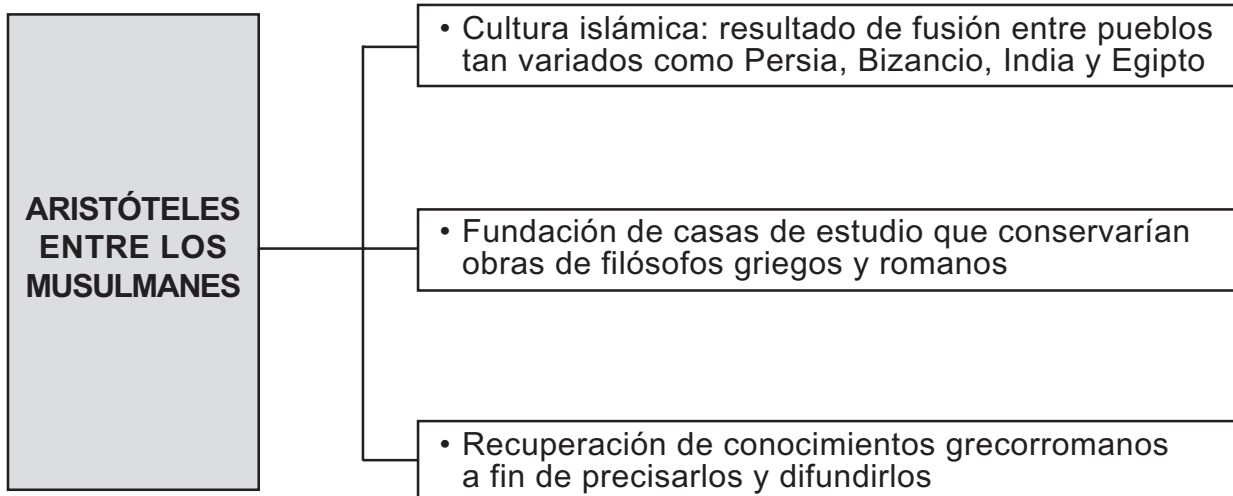 ARISTÓTELES
ENTRE LOS
MUSULMANES
• Cultura islámica: resultado de fusión entre pueblos
tan variados como Persia, Bizancio, India y Egipto
• Fundación de casas de estudio que conservarían
obras de filósofos griegos y romanos
• Recuperación de conocimientos grecorromanos
a fin de precisarlos y difundirlos